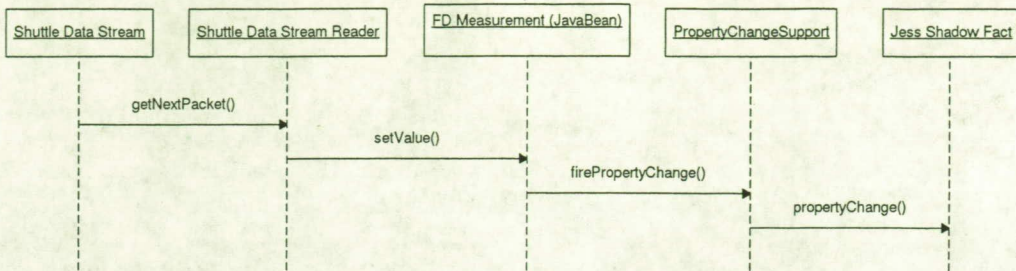 Shuttle Data Stream
Shuttle Data Stream Reader
FD Measurement (JavaBean)
PropertyChangeSupport
Jess Shadow Fact
getNextPacket()
setValue()
firePropertyChange()
propertyChange()